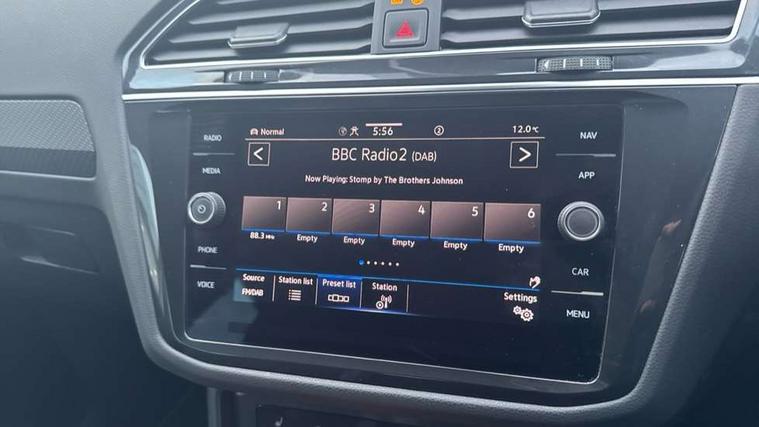 RADIO
MEDIA
PHONE
VOICE
Normal 5:56 2 12.0°C
< BBC Radio2 (DAB) >
Now Playing: Stomp by The Brothers Johnson
1 2 3 4 5 6
88.3 MHz Empty Empty Empty Empty Empty
Source Station list Preset list Station Settings
FM/DAB
NAV
APP
CAR
MENU